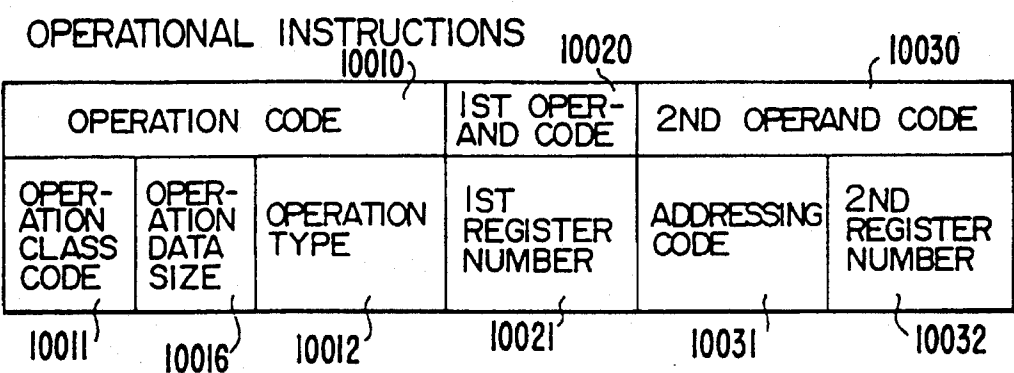 OPERATIONAL INSTRUCTIONS
10010 10020 10030
OPERATION CODE
1ST OPER-
AND CODE
2ND OPERAND CODE
OPER-
ATION
CLASS
CODE
OPER-
ATION
DATA
SIZE
OPERATION
TYPE
1ST
REGISTER
NUMBER
ADDRESSING
CODE
2ND
REGISTER
NUMBER
10011 10016 10012 10021 10031 10032